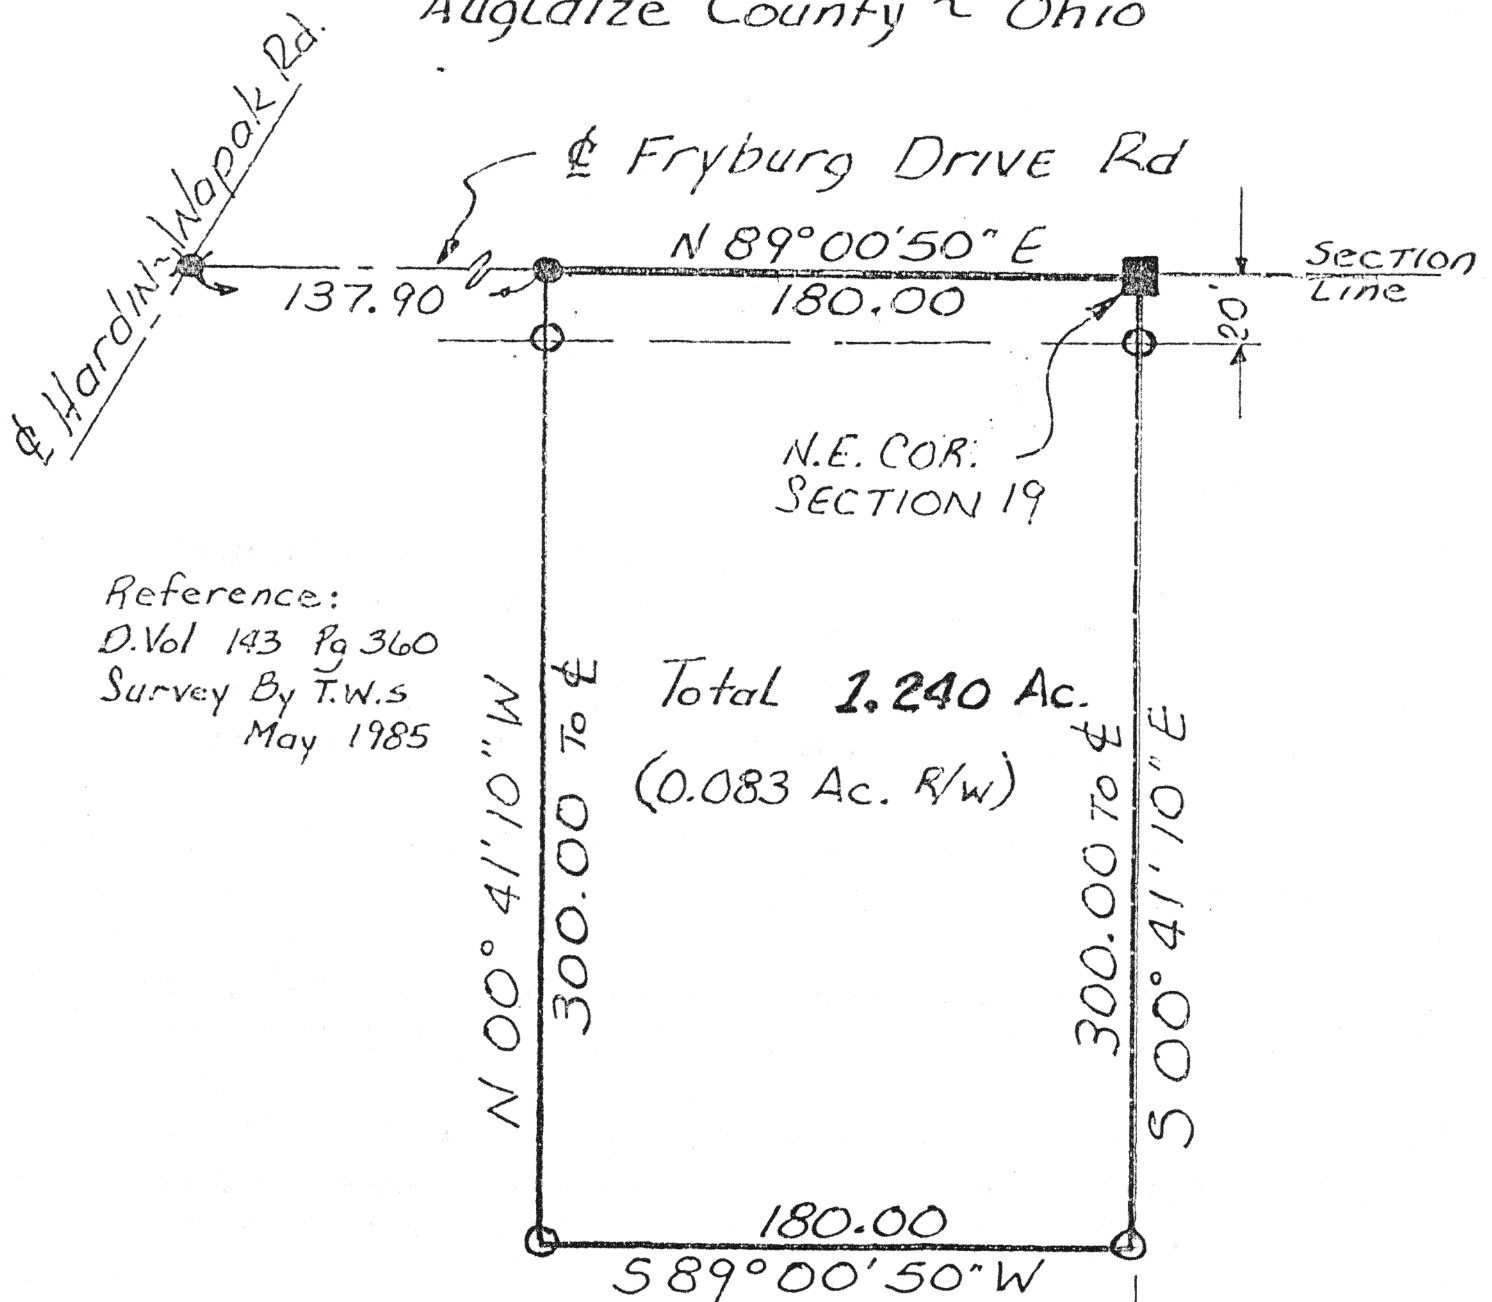 Auglaize County ~ Ohio
℄ Hardin~Wapak Rd.
℄ Fryburg Drive Rd
N 89°00'50" E
137.90
180.00
Section
Line
20'
N.E. COR.
SECTION 19
Reference:
D.Vol 143 Pg 360
Survey By T.W.S
May 1985
N 00° 41' 10" W
300.00 To ℄
Total 1.240 Ac.
(0.083 Ac. R/W)
300.00 To ℄
S 00° 41' 10" E
180.00
S 89°00'50" W